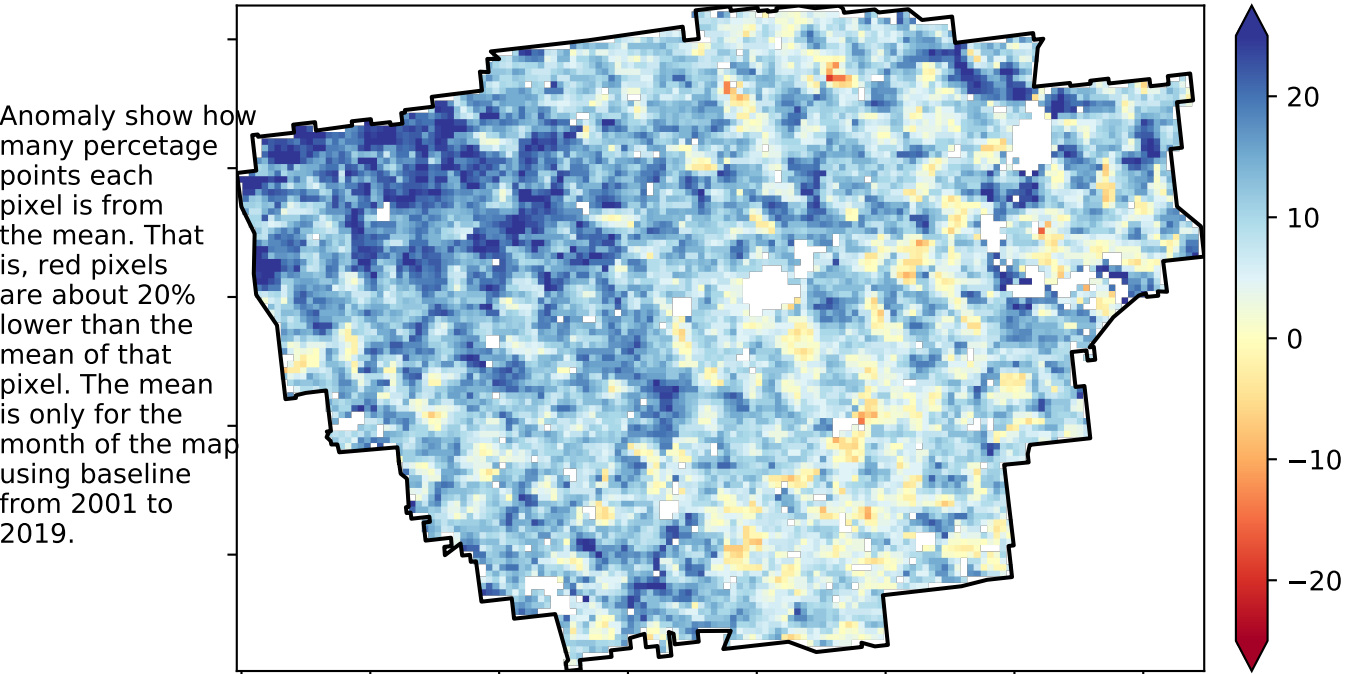 Anomaly show how
many percetage
points each
pixel is from
the mean. That
is, red pixels
are about 20%
lower than the
mean of that
pixel. The mean
is only for the
month of the map
using baseline
from 2001 to
2019.
20
10
0
−10
−20